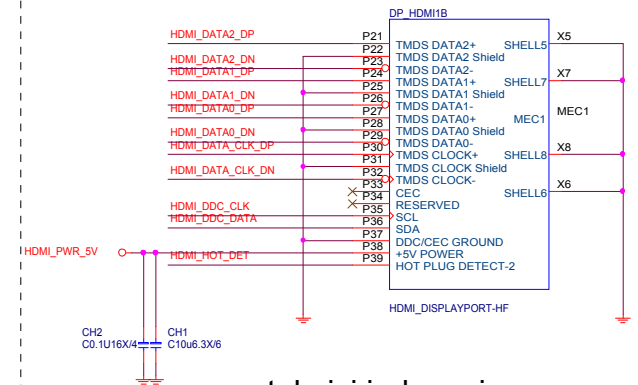 DP_HDMI1B
HDMI_DATA2_DP P21 TMDS DATA2+ SHELL5 X5
P22 TMDS DATA2 Shield
HDMI_DATA2_DN P23 TMDS DATA2-
HDMI_DATA1_DP P24 TMDS DATA1+ SHELL7 X7
P25 TMDS DATA1 Shield
HDMI_DATA1_DN P26 TMDS DATA1-
HDMI_DATA0_DP P27 TMDS DATA0+ MEC1 MEC1
P28 TMDS DATA0 Shield
HDMI_DATA0_DN P29 TMDS DATA0-
HDMI_DATA_CLK_DP P30 TMDS CLOCK+ SHELL8 X8
P31 TMDS CLOCK Shield
HDMI_DATA_CLK_DN P32 TMDS CLOCK-
P33 CEC SHELL6 X6
P34 RESERVED
HDMI_DDC_CLK P35 SCL
HDMI_DDC_DATA P36 SDA
P37 DDC/CEC GROUND
HDMI_PWR_5V P38 +5V POWER
HDMI_HOT_DET P39 HOT PLUG DETECT-2
HDMI_DISPLAYPORT-HF
CH2 CH1
C0.1U16X/4 C10u6.3X/6